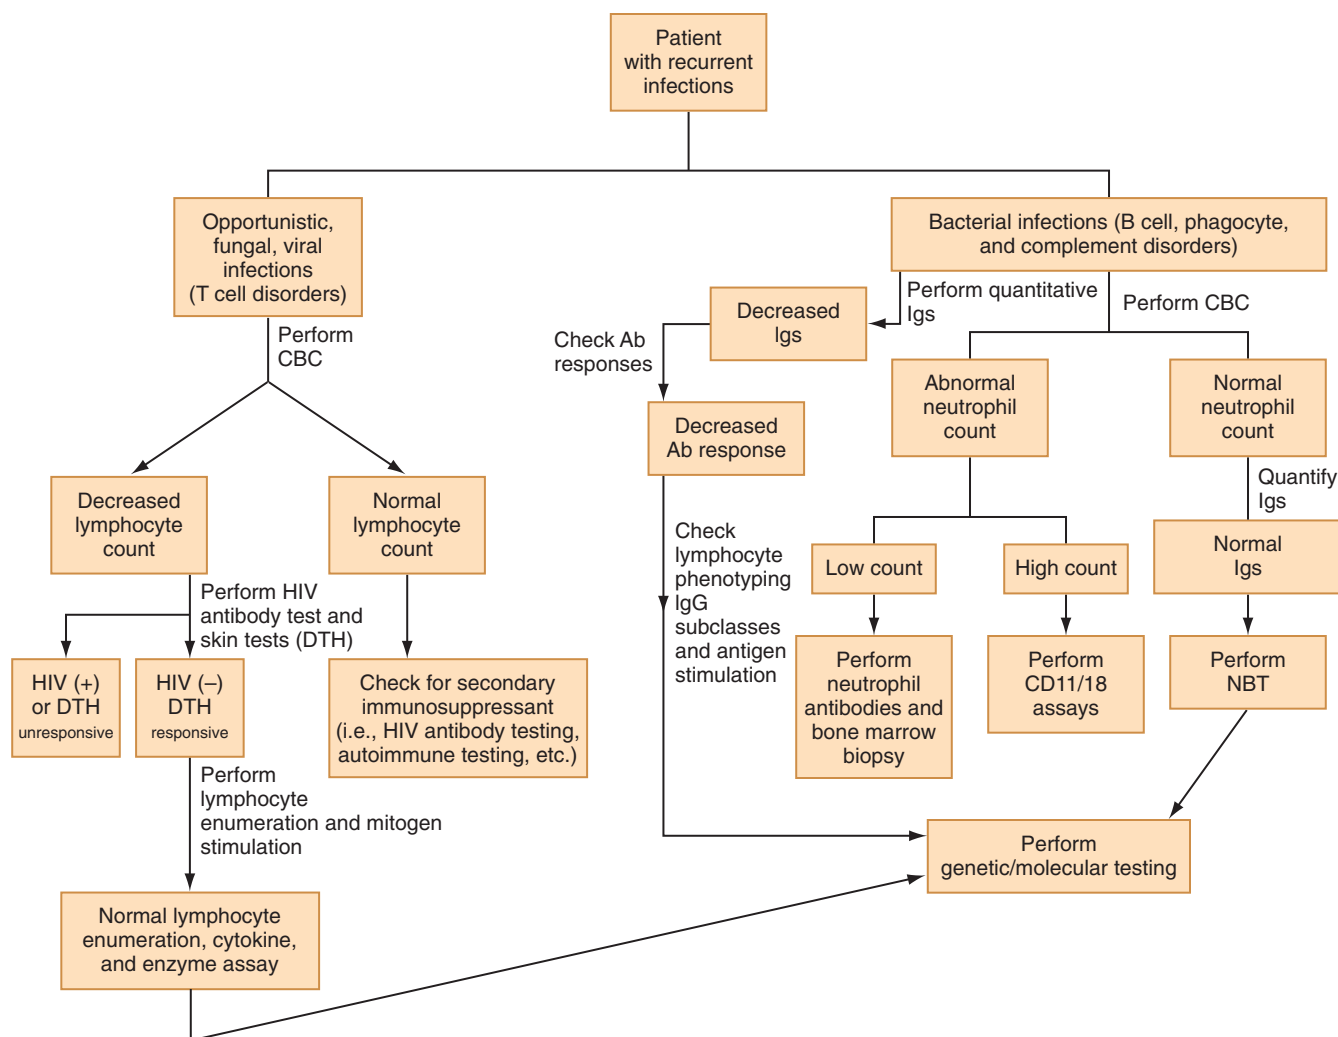 Patient
with recurrent
infections
Opportunistic,
fungal, viral
infections
(T cell disorders)
Bacterial infections (B cell, phagocyte,
and complement disorders)
Perform
CBC
Decreased
lymphocyte
count
Normal
lymphocyte
count
Perform HIV
antibody test and
skin tests (DTH)
HIV (+)
or DTH
unresponsive
HIV (–)
DTH
responsive
Check for secondary
immunosuppressant
(i.e., HIV antibody testing,
autoimmune testing, etc.)
Perform
lymphocyte
enumeration and mitogen
stimulation
Normal lymphocyte
enumeration, cytokine,
and enzyme assay
Perform quantitative
Igs
Decreased
Igs
Check Ab
responses
Decreased
Ab response
Check
lymphocyte
phenotyping
IgG
subclasses
and antigen
stimulation
Perform CBC
Abnormal
neutrophil
count
Normal
neutrophil
count
Low count
High count
Perform
neutrophil
antibodies and
bone marrow
biopsy
Perform
CD11/18
assays
Quantify
Igs
Normal
Igs
Perform
NBT
Perform
genetic/molecular testing